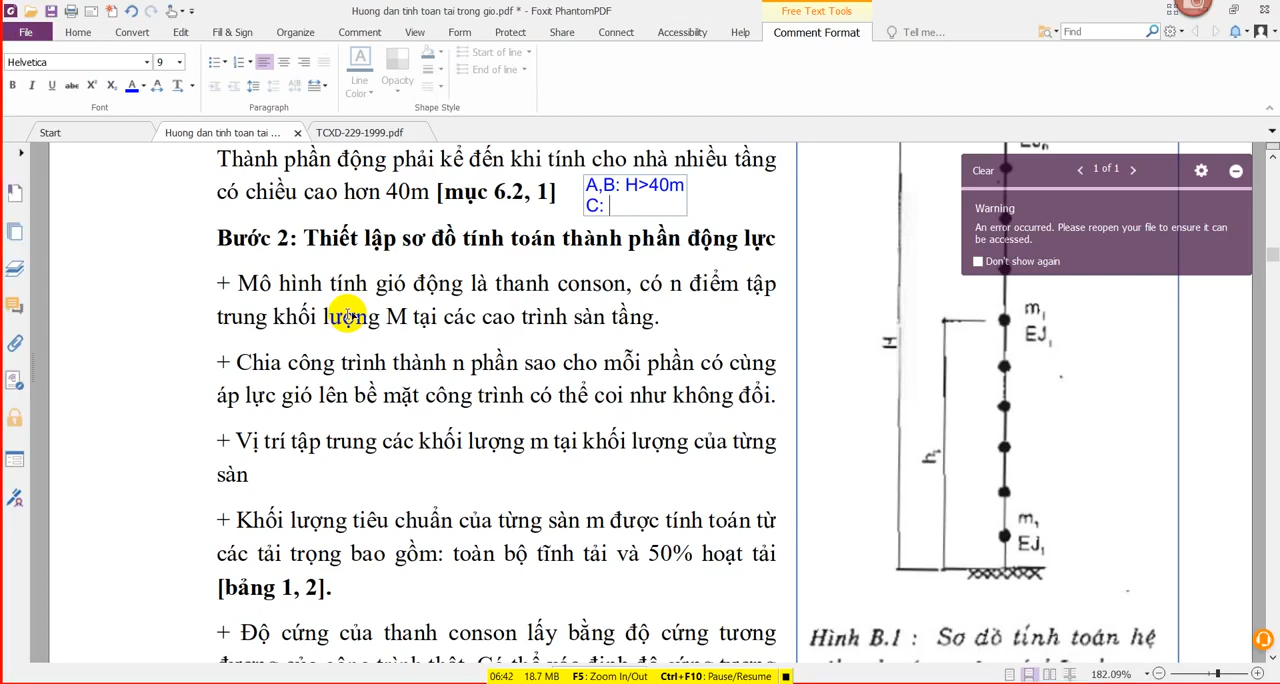 Huong dan tinh toan tai trong gio.pdf * - Foxit PhantomPDF
Free Text Tools
File Home Convert Edit Fill & Sign Organize Comment View Form Protect Share Connect Accessibility Help Comment Format Tell me... Find
Helvetica 9
Line Color Opacity
Start of line
End of line
Font Paragraph Shape Style
Start Huong dan tinh toan tai ... TCXD-229-1999.pdf
Thành phần động phải kể đến khi tính cho nhà nhiều tầng
có chiều cao hơn 40m [mục 6.2, 1]
A,B: H>40m
C:
Bước 2: Thiết lập sơ đồ tính toán thành phần động lực
+ Mô hình tính gió động là thanh conson, có n điểm tập
trung khối lượng M tại các cao trình sàn tầng.
+ Chia công trình thành n phần sao cho mỗi phần có cùng
áp lực gió lên bề mặt công trình có thể coi như không đổi.
+ Vị trí tập trung các khối lượng m tại khối lượng của từng
sàn
+ Khối lượng tiêu chuẩn của từng sàn m được tính toán từ
các tải trọng bao gồm: toàn bộ tĩnh tải và 50% hoạt tải
[bảng 1, 2].
+ Độ cứng của thanh conson lấy bằng độ cứng tương
Clear 1 of 1
Warning
An error occurred. Please reopen your file to ensure it can
be accessed.
Don't show again
H
mᵢ
EJᵢ
hᵢ
m₁
EJ₁
Hình B.1 : Sơ đồ tính toán hệ
06:42 18.7 MB F5: Zoom In/Out Ctrl+F10: Pause/Resume
182.09%